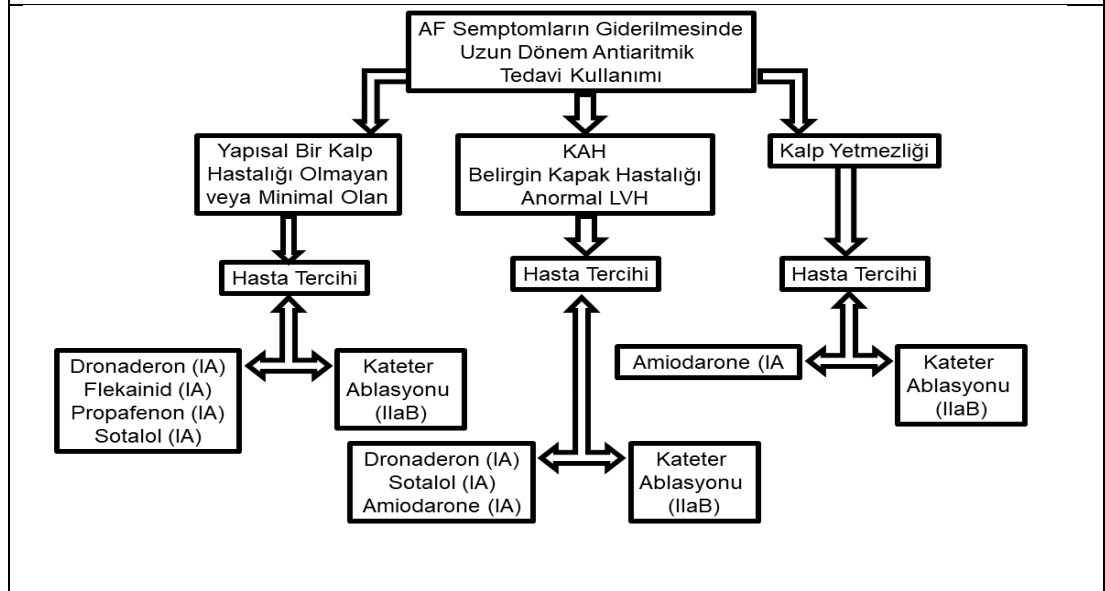 AF Semptomların Giderilmesinde
Uzun Dönem Antiaritmik
Tedavi Kullanımı
Yapısal Bir Kalp
Hastalığı Olmayan
veya Minimal Olan
KAH
Belirgin Kapak Hastalığı
Anormal LVH
Kalp Yetmezliği
Hasta Tercihi
Hasta Tercihi
Hasta Tercihi
Dronaderon (IA)
Flekainid (IA)
Propafenon (IA)
Sotalol (IA)
Kateter
Ablasyonu
(IIaB)
Dronaderon (IA)
Sotalol (IA)
Amiodarone (IA)
Kateter
Ablasyonu
(IIaB)
Amiodarone (IA
Kateter
Ablasyonu
(IIaB)